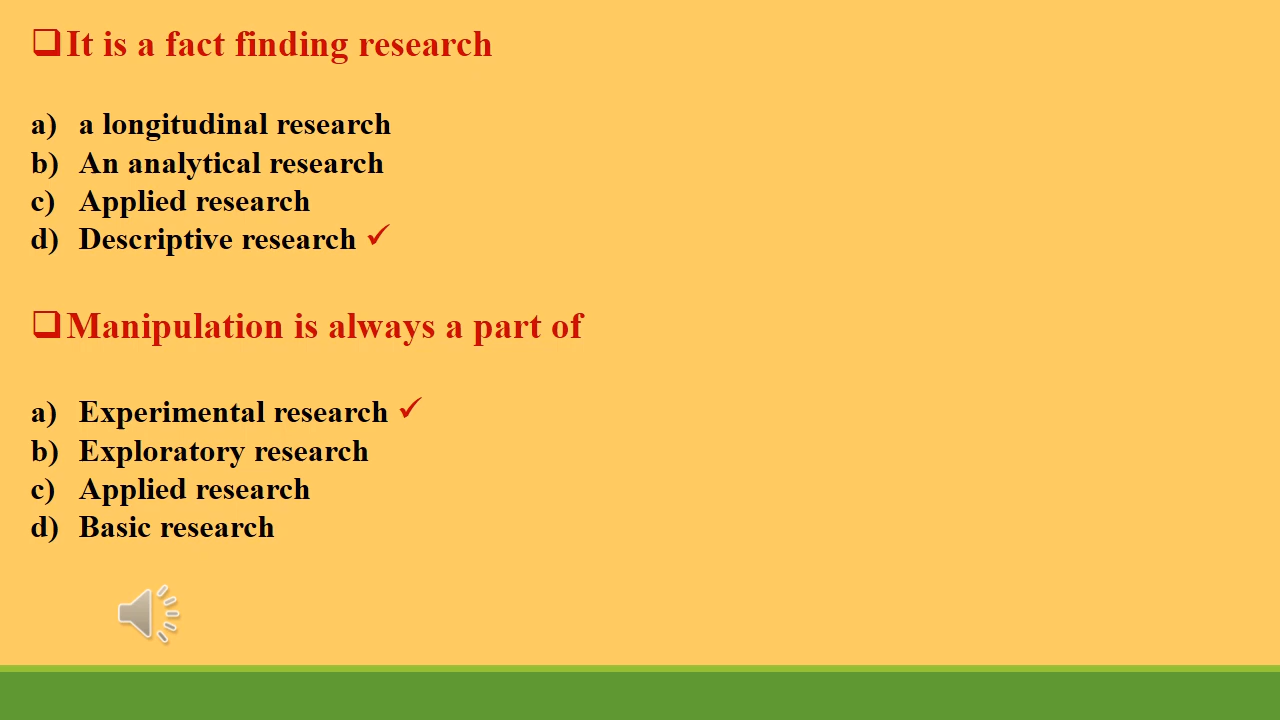 ❑It is a fact finding research
a) a longitudinal research
b) An analytical research
c) Applied research
d) Descriptive research ✓
❑Manipulation is always a part of
a) Experimental research ✓
b) Exploratory research
c) Applied research
d) Basic research